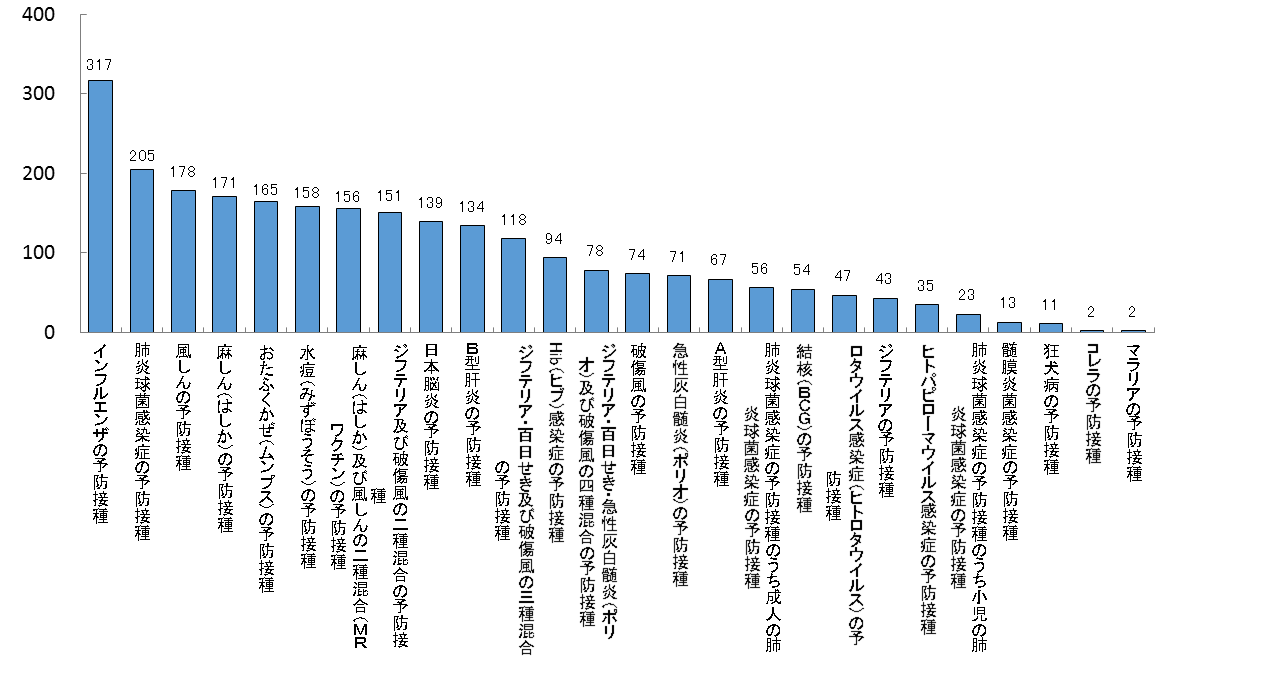 400
300
200
100
0
317
205
178
171
165
158
156
151
139
134
118
94
78
74
71
67
56
54
47
43
35
23
13
11
2
2
インフルエンザの予防接種
肺炎球菌感染症の予防接種
風しんの予防接種
麻しん(はしか)の予防接種
おたふくかぜ(ムンプス)の予防接種
水痘(みずぼうそう)の予防接種
麻しん(はしか)及び風しんの二種混合(MR
ワクチン)の予防接種
ジフテリア及び破傷風の二種混合の予防接
種
日本脳炎の予防接種
B型肝炎の予防接種
ジフテリア・百日せき及び破傷風の三種混合
の予防接種
Hib(ヒブ)感染症の予防接種
ジフテリア・百日せき・急性灰白髄炎(ポリ
オ)及び破傷風の四種混合の予防接種
破傷風の予防接種
急性灰白髄炎(ポリオ)の予防接種
A型肝炎の予防接種
肺炎球菌感染症の予防接種のうち成人の肺
炎球菌感染症の予防接種
結核(BCG)の予防接種
ロタウイルス感染症(ヒトロタウイルス)の予
防接種
ジフテリアの予防接種
ヒトパピローマウイルス感染症の予防接種
肺炎球菌感染症の予防接種のうち小児の肺
炎球菌感染症の予防接種
髄膜炎菌感染症の予防接種
狂犬病の予防接種
コレラの予防接種
マラリアの予防接種